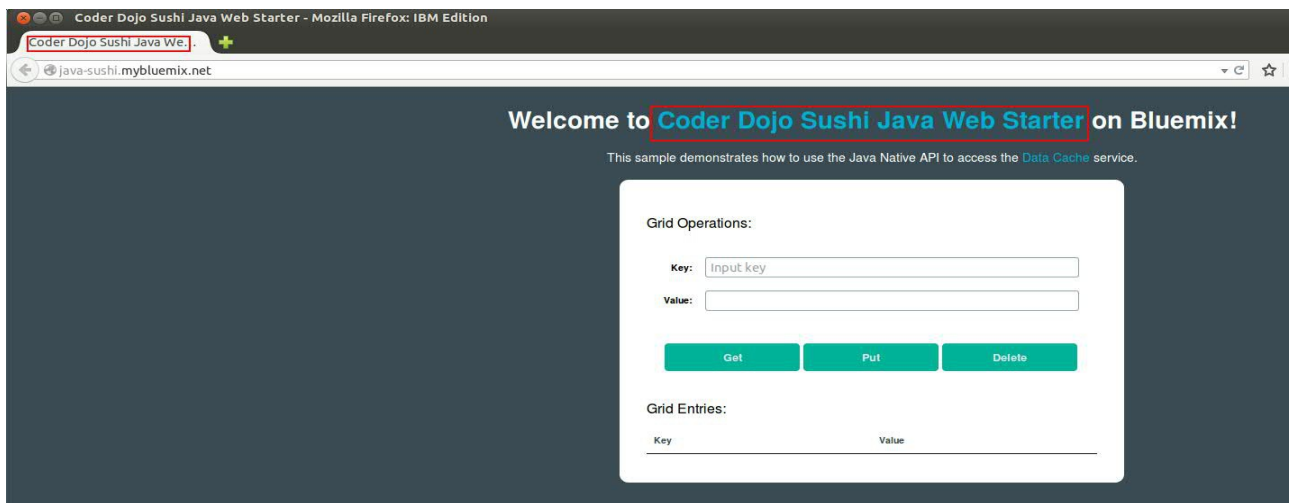 Coder Dojo Sushi Java Web Starter - Mozilla Firefox: IBM Edition
Coder Dojo Sushi Java We...
java-sushi.mybluemix.net
Welcome to Coder Dojo Sushi Java Web Starter on Bluemix!
This sample demonstrates how to use the Java Native API to access the Data Cache service.
Grid Operations:
Key: Input key
Value:
Get Put Delete
Grid Entries:
Key Value